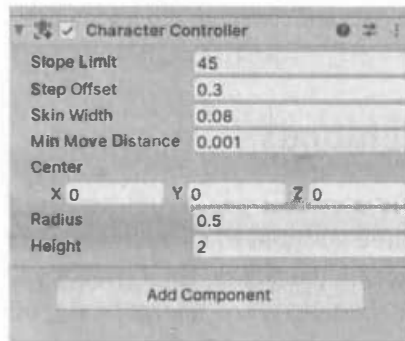 Character Controller
Slope Limit 45
Step Offset 0.3
Skin Width 0.08
Min Move Distance 0.001
Center
X 0 Y 0 Z 0
Radius 0.5
Height 2
Add Component